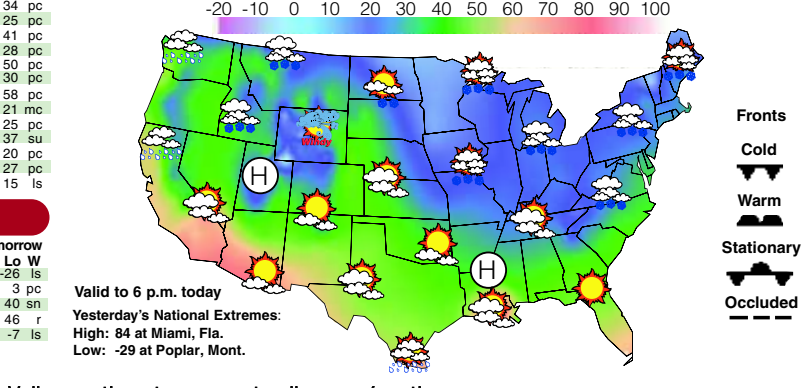 -20 -10 0 10 20 30 40 50 60 70 80 90 100
34 pc
25 pc
41 pc
28 pc
50 pc
30 pc
58 pc
21 mc
25 pc
37 su
20 pc
27 pc
15 ls
Lo W
-26 ls
3 pc
40 sn
46 r
-7 ls
Windy
H
H
Valid to 6 p.m. today
Yesterday's National Extremes:
High: 84 at Miami, Fla.
Low: -29 at Poplar, Mont.
Fronts
Cold
Warm
Stationary
Occluded